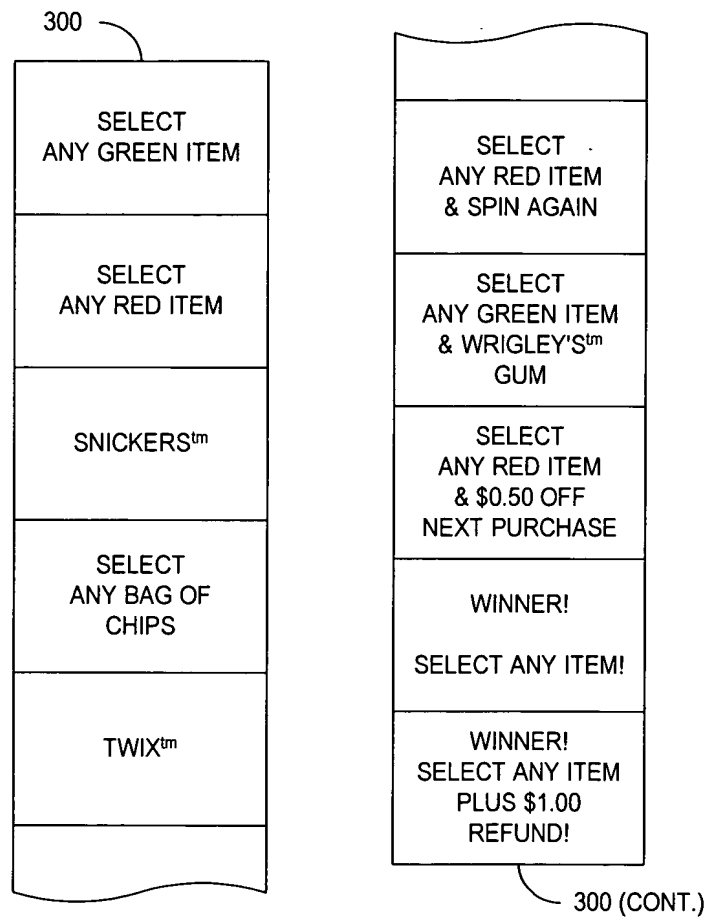 300
SELECT
ANY GREEN ITEM
SELECT
ANY RED ITEM
SNICKERStm
SELECT
ANY BAG OF
CHIPS
TWIXtm
SELECT
ANY RED ITEM
& SPIN AGAIN
SELECT
ANY GREEN ITEM
& WRIGLEY'Stm
GUM
SELECT
ANY RED ITEM
& $0.50 OFF
NEXT PURCHASE
WINNER!
SELECT ANY ITEM!
WINNER!
SELECT ANY ITEM
PLUS $1.00
REFUND!
300 (CONT.)